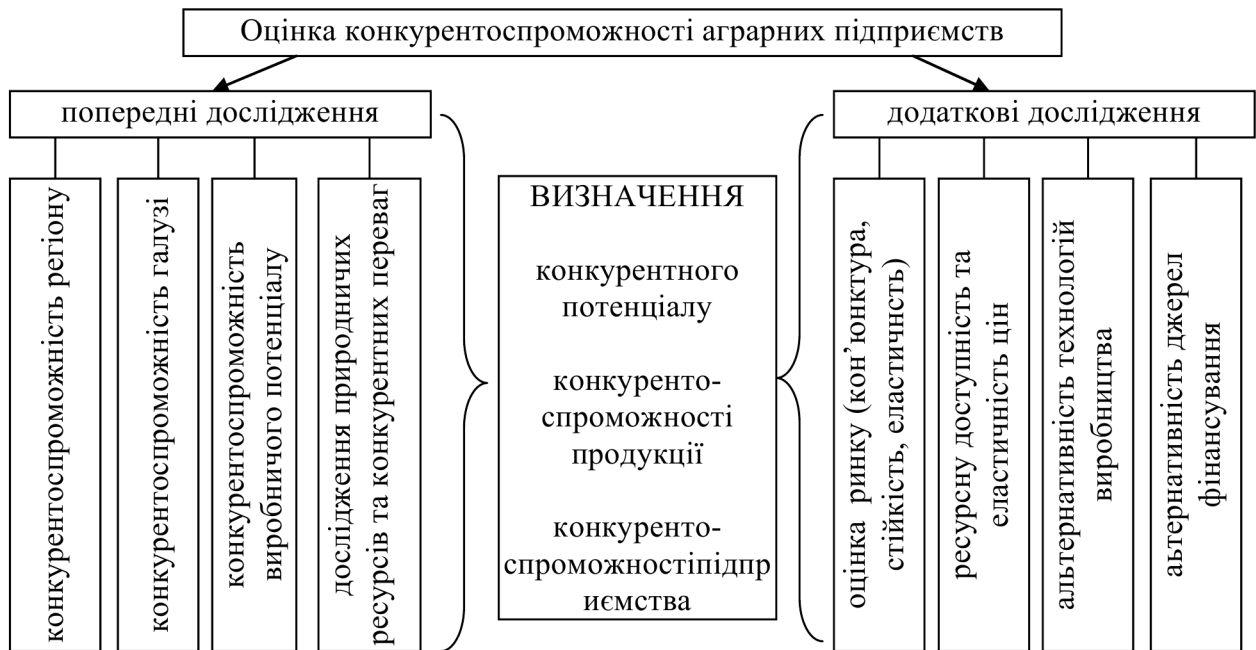 Оцінка конкурентоспроможності аграрних підприємств
попередні дослідження
додаткові дослідження
конкурентоспроможність регіону
конкурентоспроможність галузі
конкурентоспроможність
виробничого потенціалу
дослідження природничих
ресурсів та конкурентних переваг
ВИЗНАЧЕННЯ
конкурентного
потенціалу
конкуренто-
спроможності
продукції
конкуренто-
спроможностіпідпр
иємства
оцінка ринку (кон’юнктура,
стійкість, еластичнсть)
ресурсну доступність та
еластичність цін
альтернативність технологій
виробництва
аьтернативність джерел
фінансування